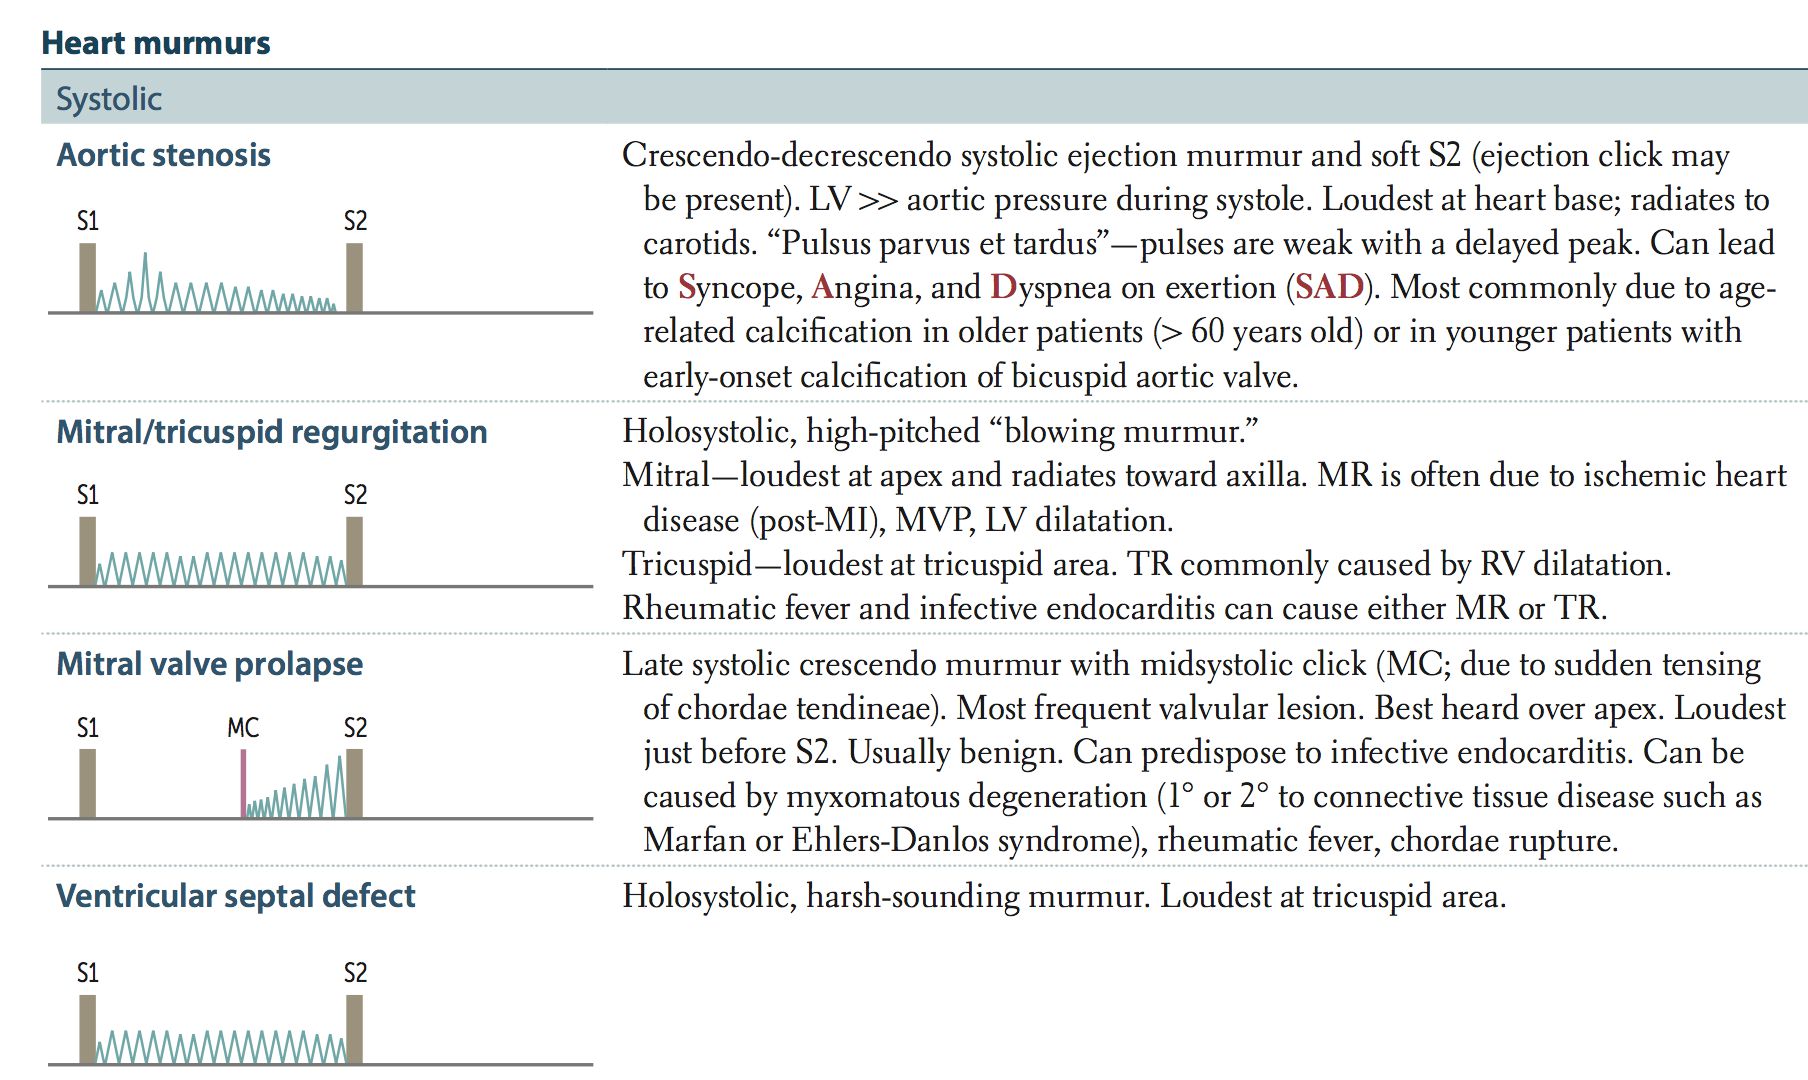 Heart murmurs
Systolic
Aortic stenosis
S1 S2
Crescendo-decrescendo systolic ejection murmur and soft S2 (ejection click may
be present). LV >> aortic pressure during systole. Loudest at heart base; radiates to
carotids. “Pulsus parvus et tardus”—pulses are weak with a delayed peak. Can lead
to Syncope, Angina, and Dyspnea on exertion (SAD). Most commonly due to age-
related calcification in older patients (> 60 years old) or in younger patients with
early-onset calcification of bicuspid aortic valve.
Mitral/tricuspid regurgitation
S1 S2
Holosystolic, high-pitched “blowing murmur.”
Mitral—loudest at apex and radiates toward axilla. MR is often due to ischemic heart
disease (post-MI), MVP, LV dilatation.
Tricuspid—loudest at tricuspid area. TR commonly caused by RV dilatation.
Rheumatic fever and infective endocarditis can cause either MR or TR.
Mitral valve prolapse
S1 MC S2
Late systolic crescendo murmur with midsystolic click (MC; due to sudden tensing
of chordae tendineae). Most frequent valvular lesion. Best heard over apex. Loudest
just before S2. Usually benign. Can predispose to infective endocarditis. Can be
caused by myxomatous degeneration (1° or 2° to connective tissue disease such as
Marfan or Ehlers-Danlos syndrome), rheumatic fever, chordae rupture.
Ventricular septal defect
S1 S2
Holosystolic, harsh-sounding murmur. Loudest at tricuspid area.